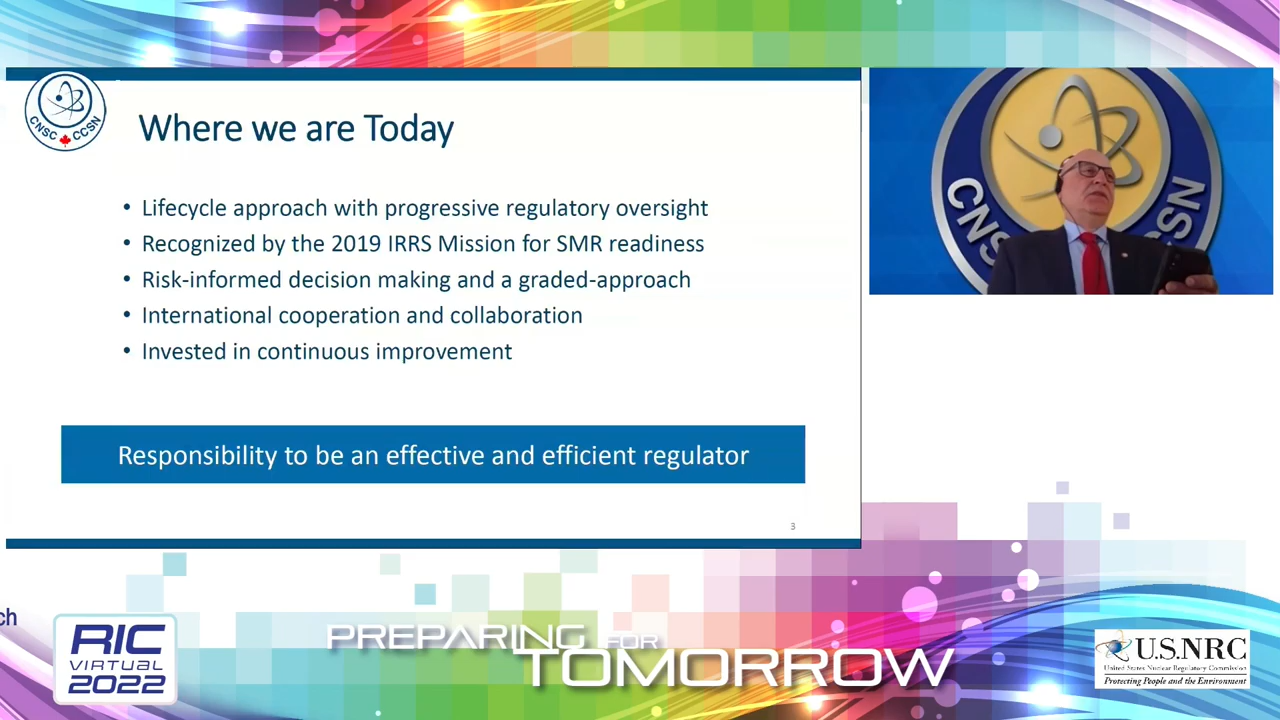 CNSC CCSN
Where we are Today
• Lifecycle approach with progressive regulatory oversight
• Recognized by the 2019 IRRS Mission for SMR readiness
• Risk-informed decision making and a graded-approach
• International cooperation and collaboration
• Invested in continuous improvement
Responsibility to be an effective and efficient regulator
3
CNSC CCSN
ch
RIC
VIRTUAL
2022
PREPARING FOR
TOMORROW
U.S.NRC
United States Nuclear Regulatory Commission
Protecting People and the Environment